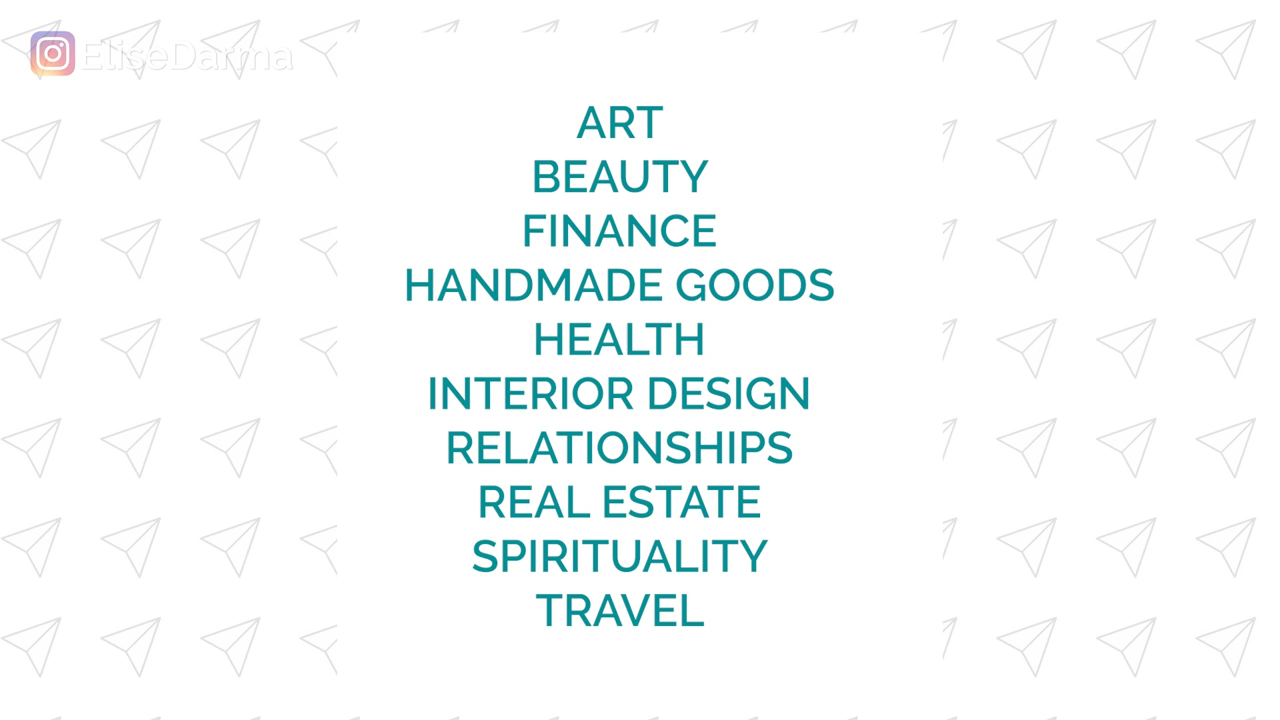 EliseDarma
ART
BEAUTY
FINANCE
HANDMADE GOODS
HEALTH
INTERIOR DESIGN
RELATIONSHIPS
REAL ESTATE
SPIRITUALITY
TRAVEL